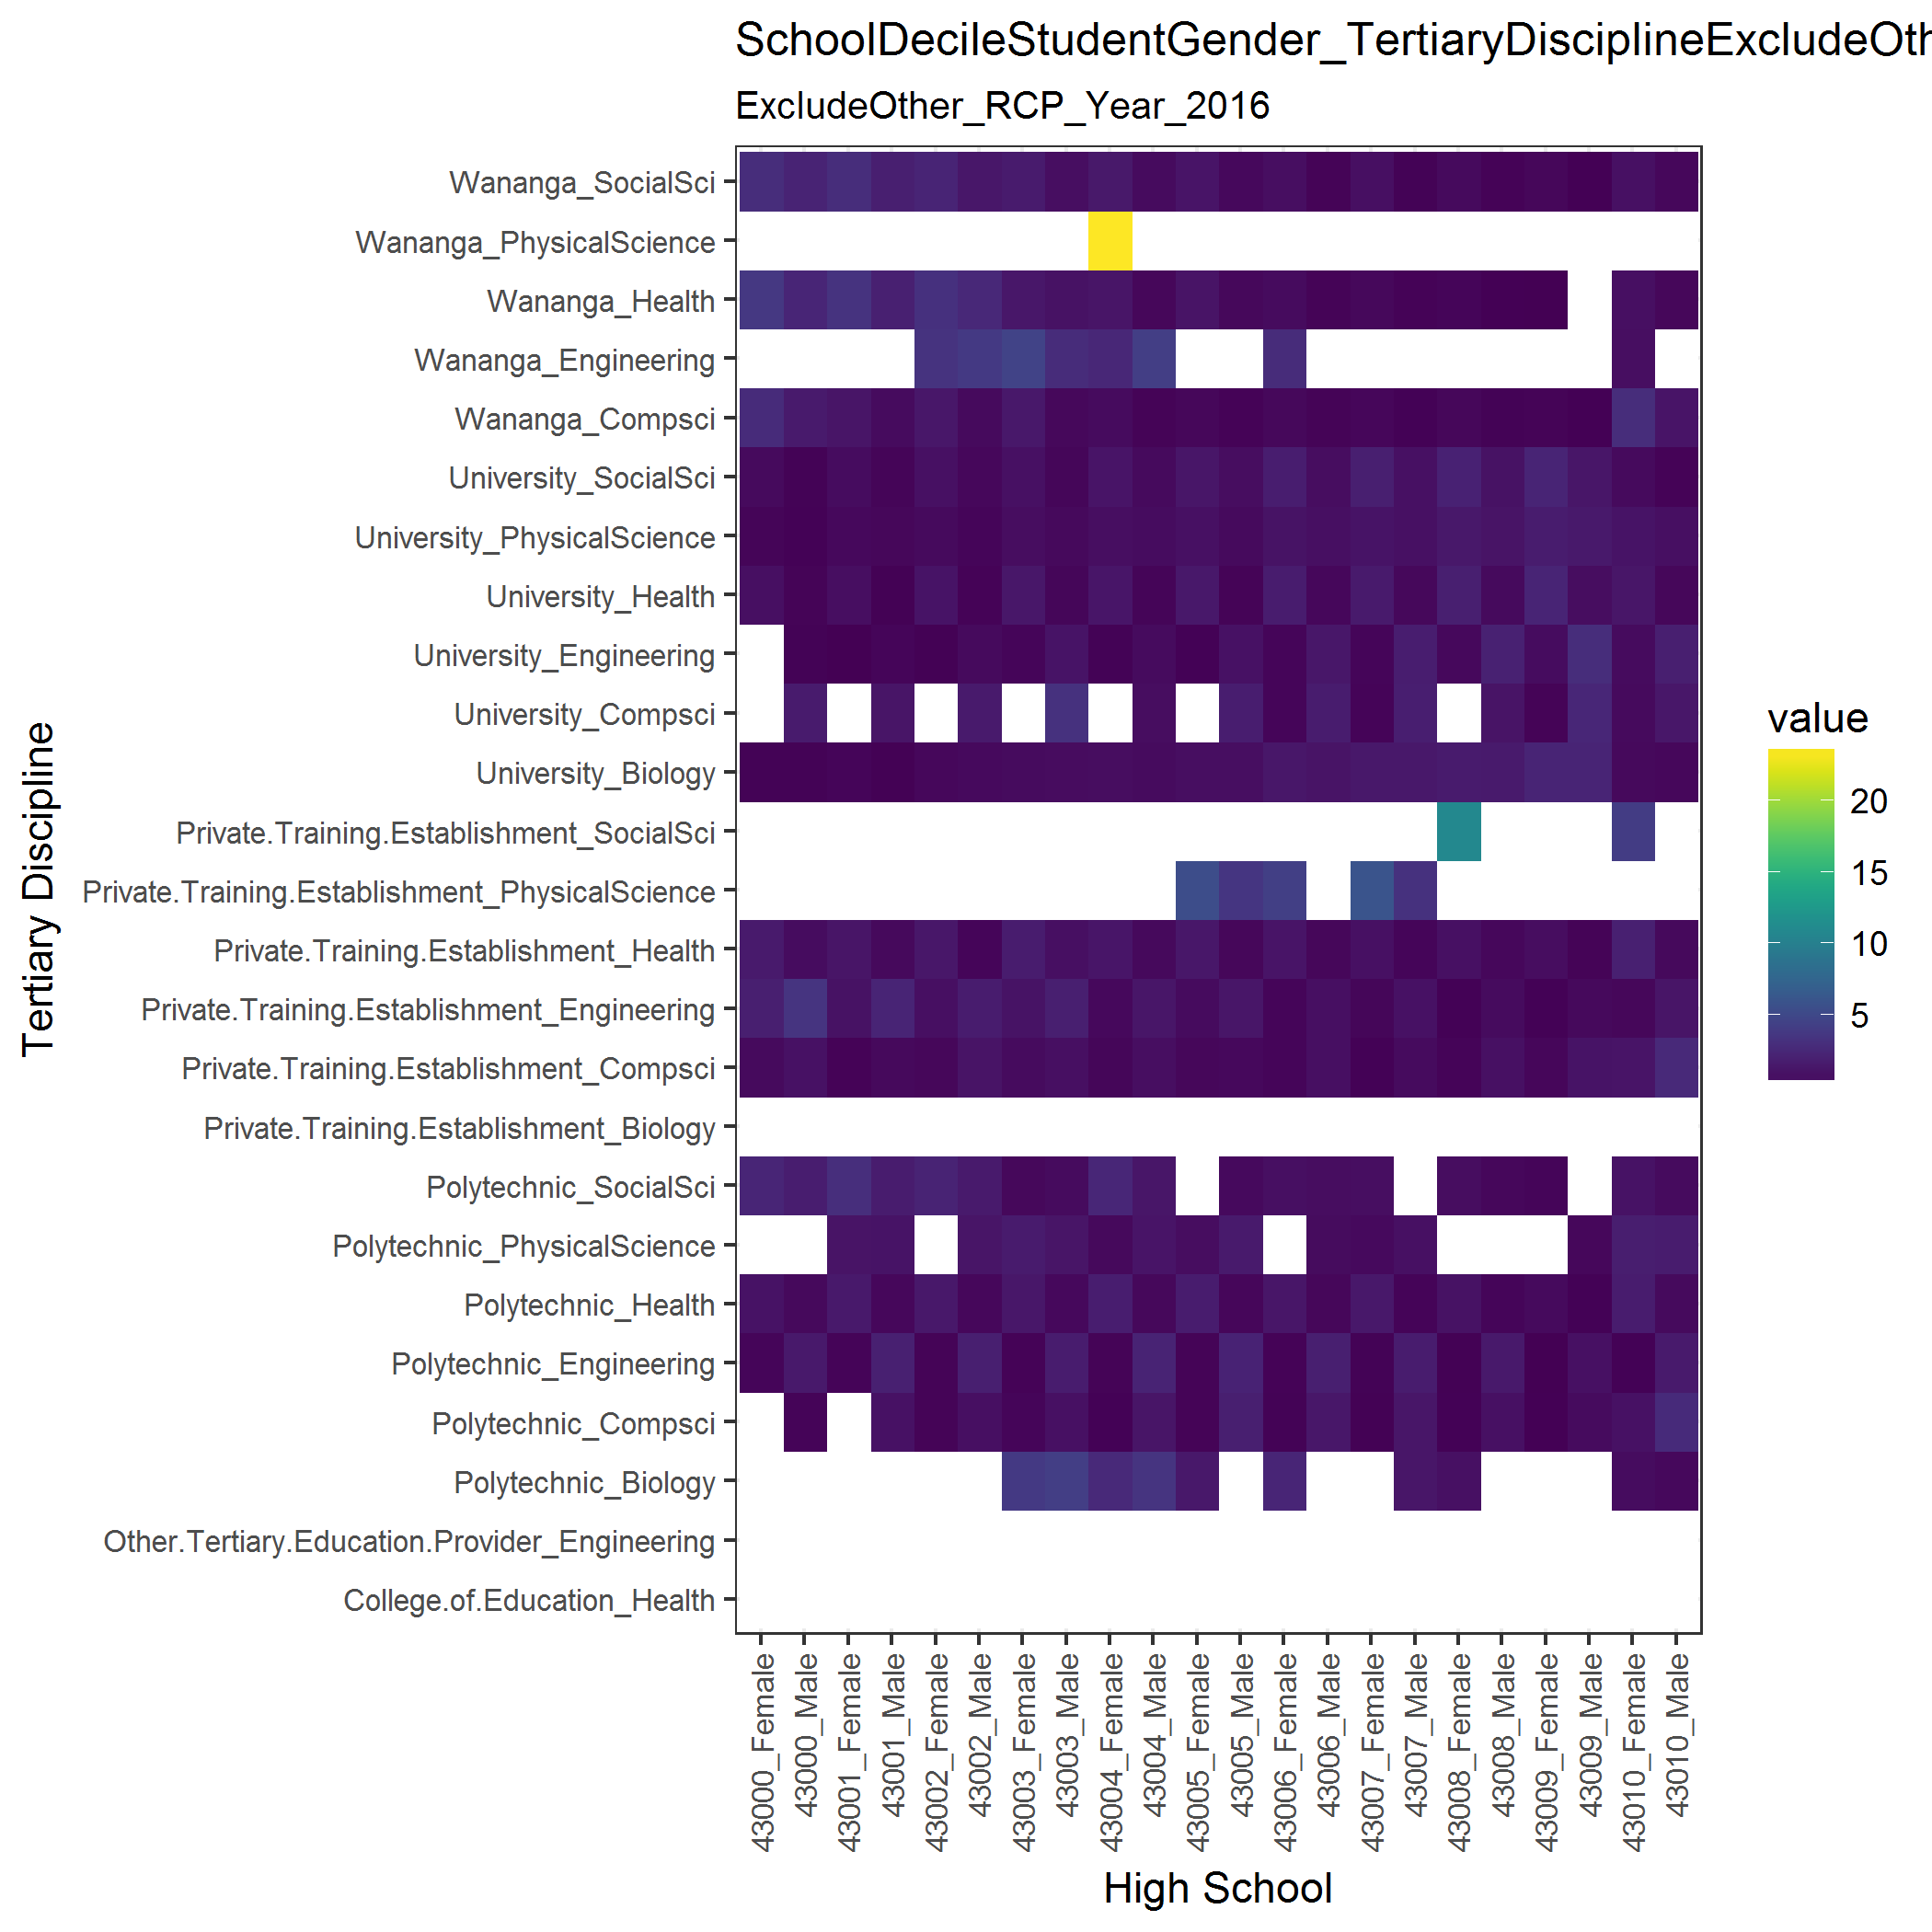 SchoolDecileStudentGender_TertiaryDisciplineExcludeOth
ExcludeOther_RCP_Year_2016
Tertiary Discipline
Wananga_SocialSci
Wananga_PhysicalScience
Wananga_Health
Wananga_Engineering
Wananga_Compsci
University_SocialSci
University_PhysicalScience
University_Health
University_Engineering
University_Compsci
University_Biology
Private.Training.Establishment_SocialSci
Private.Training.Establishment_PhysicalScience
Private.Training.Establishment_Health
Private.Training.Establishment_Engineering
Private.Training.Establishment_Compsci
Private.Training.Establishment_Biology
Polytechnic_SocialSci
Polytechnic_PhysicalScience
Polytechnic_Health
Polytechnic_Engineering
Polytechnic_Compsci
Polytechnic_Biology
Other.Tertiary.Education.Provider_Engineering
College.of.Education_Health
43000_Female
43000_Male
43001_Female
43001_Male
43002_Female
43002_Male
43003_Female
43003_Male
43004_Female
43004_Male
43005_Female
43005_Male
43006_Female
43006_Male
43007_Female
43007_Male
43008_Female
43008_Male
43009_Female
43009_Male
43010_Female
43010_Male
High School
value
20
15
10
5